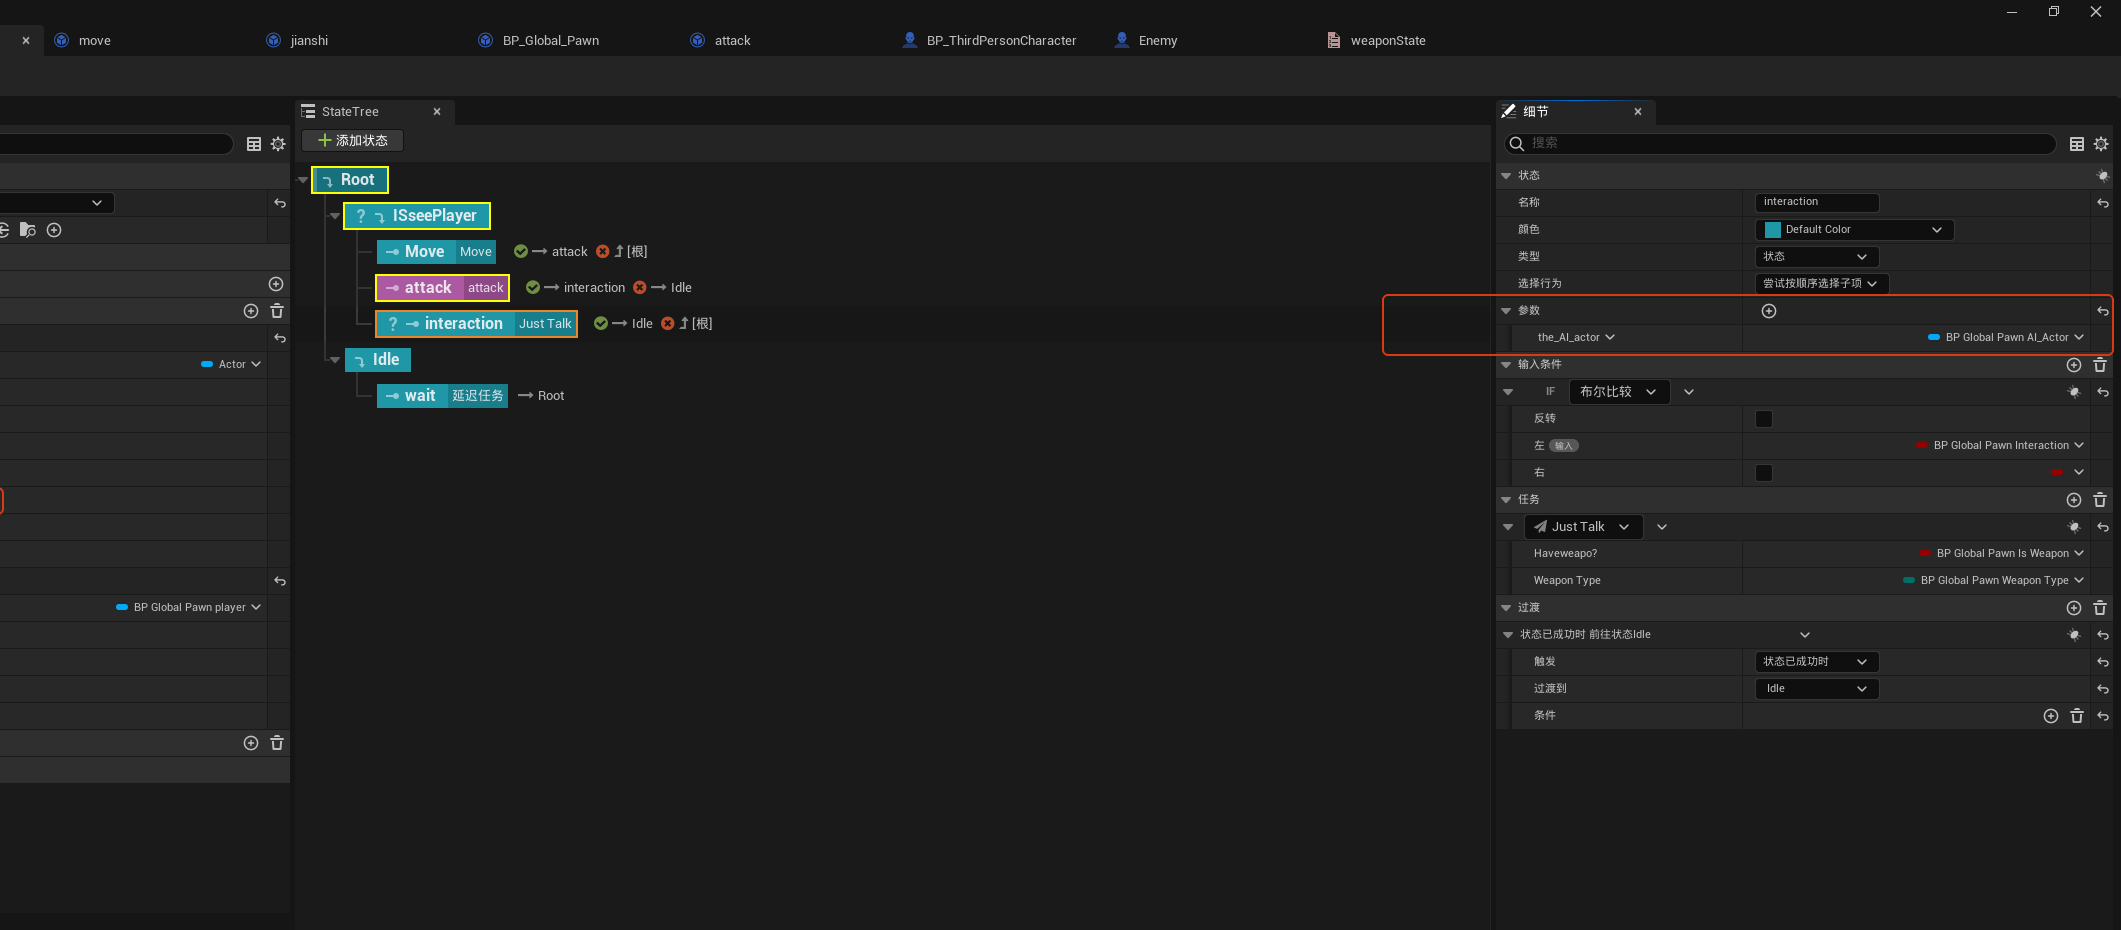 move
jianshi
BP_Global_Pawn
attack
BP_ThirdPersonCharacter
Enemy
weaponState
StateTree
添加状态
Root
? ISseePlayer
Move Move attack [根]
attack attack interaction Idle
? interaction Just Talk Idle [根]
Idle
wait 延迟任务 Root
Actor
BP Global Pawn player
细节
搜索
状态
名称 interaction
颜色 Default Color
类型 状态
选择行为 尝试按顺序选择子项
参数
the_AI_actor BP Global Pawn AI_Actor
输入条件
IF 布尔比较
反转
左 输入 BP Global Pawn Interaction
右
任务
Just Talk
Haveweapo? BP Global Pawn Is Weapon
Weapon Type BP Global Pawn Weapon Type
过渡
状态已成功时 前往状态Idle
触发 状态已成功时
过渡到 Idle
条件